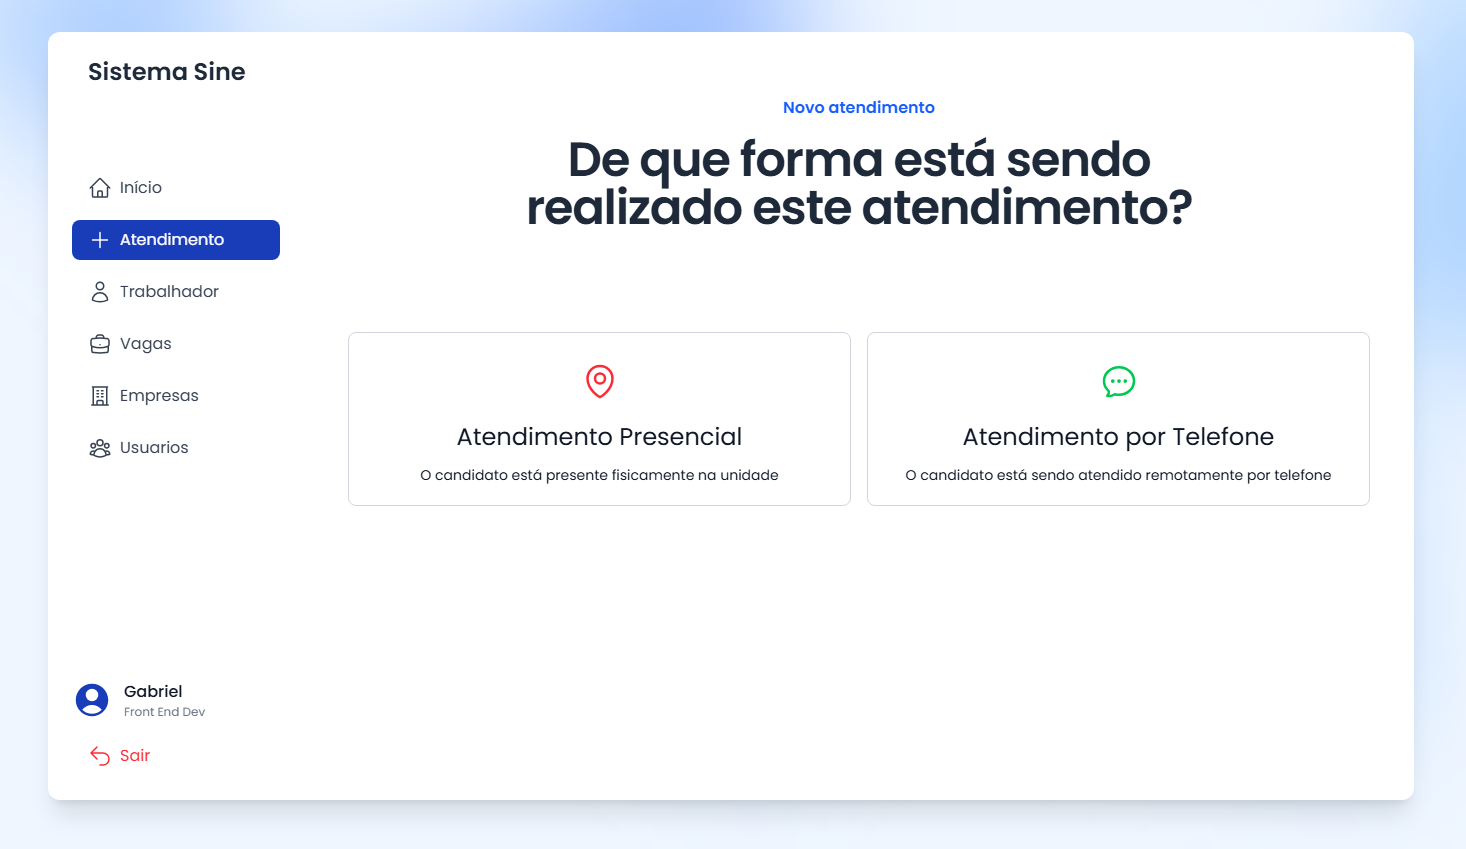 Sistema Sine
Início
Atendimento
Trabalhador
Vagas
Empresas
Usuarios
Gabriel
Front End Dev
Sair
Novo atendimento
De que forma está sendo
realizado este atendimento?
Atendimento Presencial
O candidato está presente fisicamente na unidade
Atendimento por Telefone
O candidato está sendo atendido remotamente por telefone